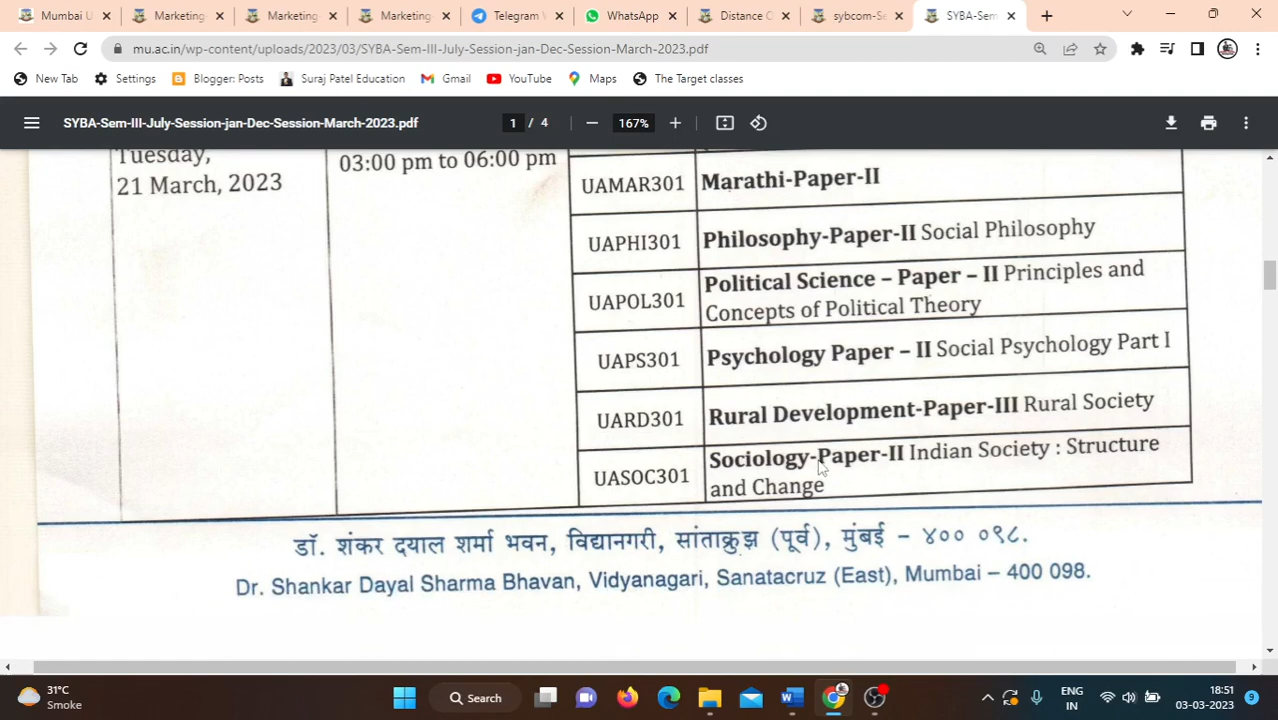 Mumbai U
Marketing
Marketing
Marketing
Telegram
WhatsApp
Distance
sybcom-Se
SYBA-Sem
mu.ac.in/wp-content/uploads/2023/03/SYBA-Sem-III-July-Session-jan-Dec-Session-March-2023.pdf
New Tab
Settings
Blogger: Posts
Suraj Patel Education
Gmail
YouTube
Maps
The Target classes
SYBA-Sem-III-July-Session-jan-Dec-Session-March-2023.pdf
1 / 4
167%
Tuesday,
21 March, 2023
03:00 pm to 06:00 pm
UAMAR301
Marathi-Paper-II
UAPHI301
Philosophy-Paper-II Social Philosophy
UAPOL301
Political Science – Paper – II Principles and
Concepts of Political Theory
UAPS301
Psychology Paper – II Social Psychology Part I
UARD301
Rural Development-Paper-III Rural Society
UASOC301
Sociology-Paper-II Indian Society : Structure
and Change
डॉ. शंकर दयाल शर्मा भवन, विद्यानगरी, सांताक्रुझ (पूर्व), मुंबई – ४०० ०९८.
Dr. Shankar Dayal Sharma Bhavan, Vidyanagari, Sanatacruz (East), Mumbai – 400 098.
31°C
Smoke
Search
ENG
IN
18:51
03-03-2023
9